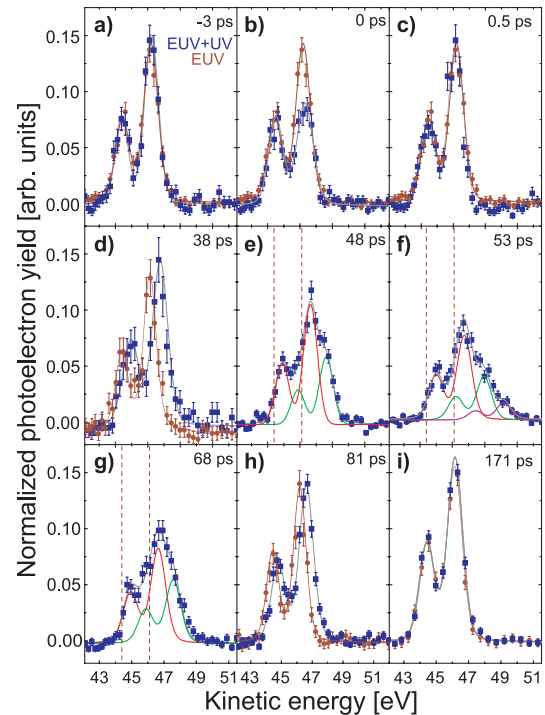 a) -3 ps b) 0 ps c) 0.5 ps
EUV+UV
EUV
0.15
0.10
0.05
0.00
d) 38 ps e) 48 ps f) 53 ps
0.15
0.10
0.05
0.00
g) 68 ps h) 81 ps i) 171 ps
0.15
0.10
0.05
0.00
43 45 47 49 51 43 45 47 49 51 43 45 47 49 51
Normalized photoelectron yield [arb. units]
Kinetic energy [eV]